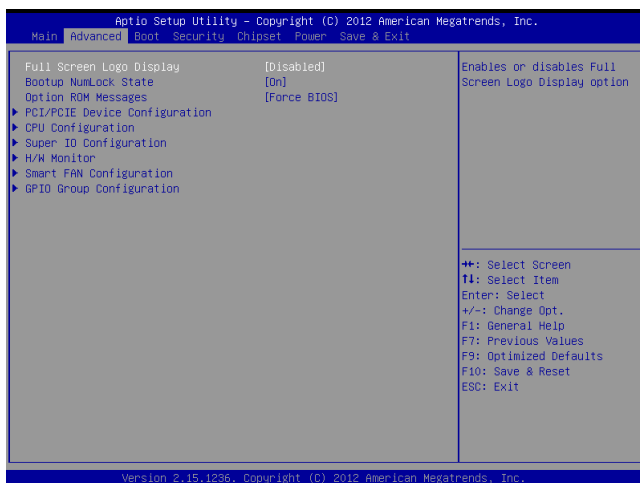 Aptio Setup Utility – Copyright (C) 2012 American Megatrends, Inc.
Main Advanced Boot Security Chipset Power Save & Exit
Full Screen Logo Display [Disabled]
Bootup NumLock State [On]
Option ROM Messages [Force BIOS]
PCI/PCIE Device Configuration
CPU Configuration
Super IO Configuration
H/W Monitor
Smart FAN Configuration
GPIO Group Configuration
Enables or disables Full
Screen Logo Display option
→←: Select Screen
↑↓: Select Item
Enter: Select
+/-: Change Opt.
F1: General Help
F7: Previous Values
F9: Optimized Defaults
F10: Save & Reset
ESC: Exit
Version 2.15.1236. Copyright (C) 2012 American Megatrends, Inc.